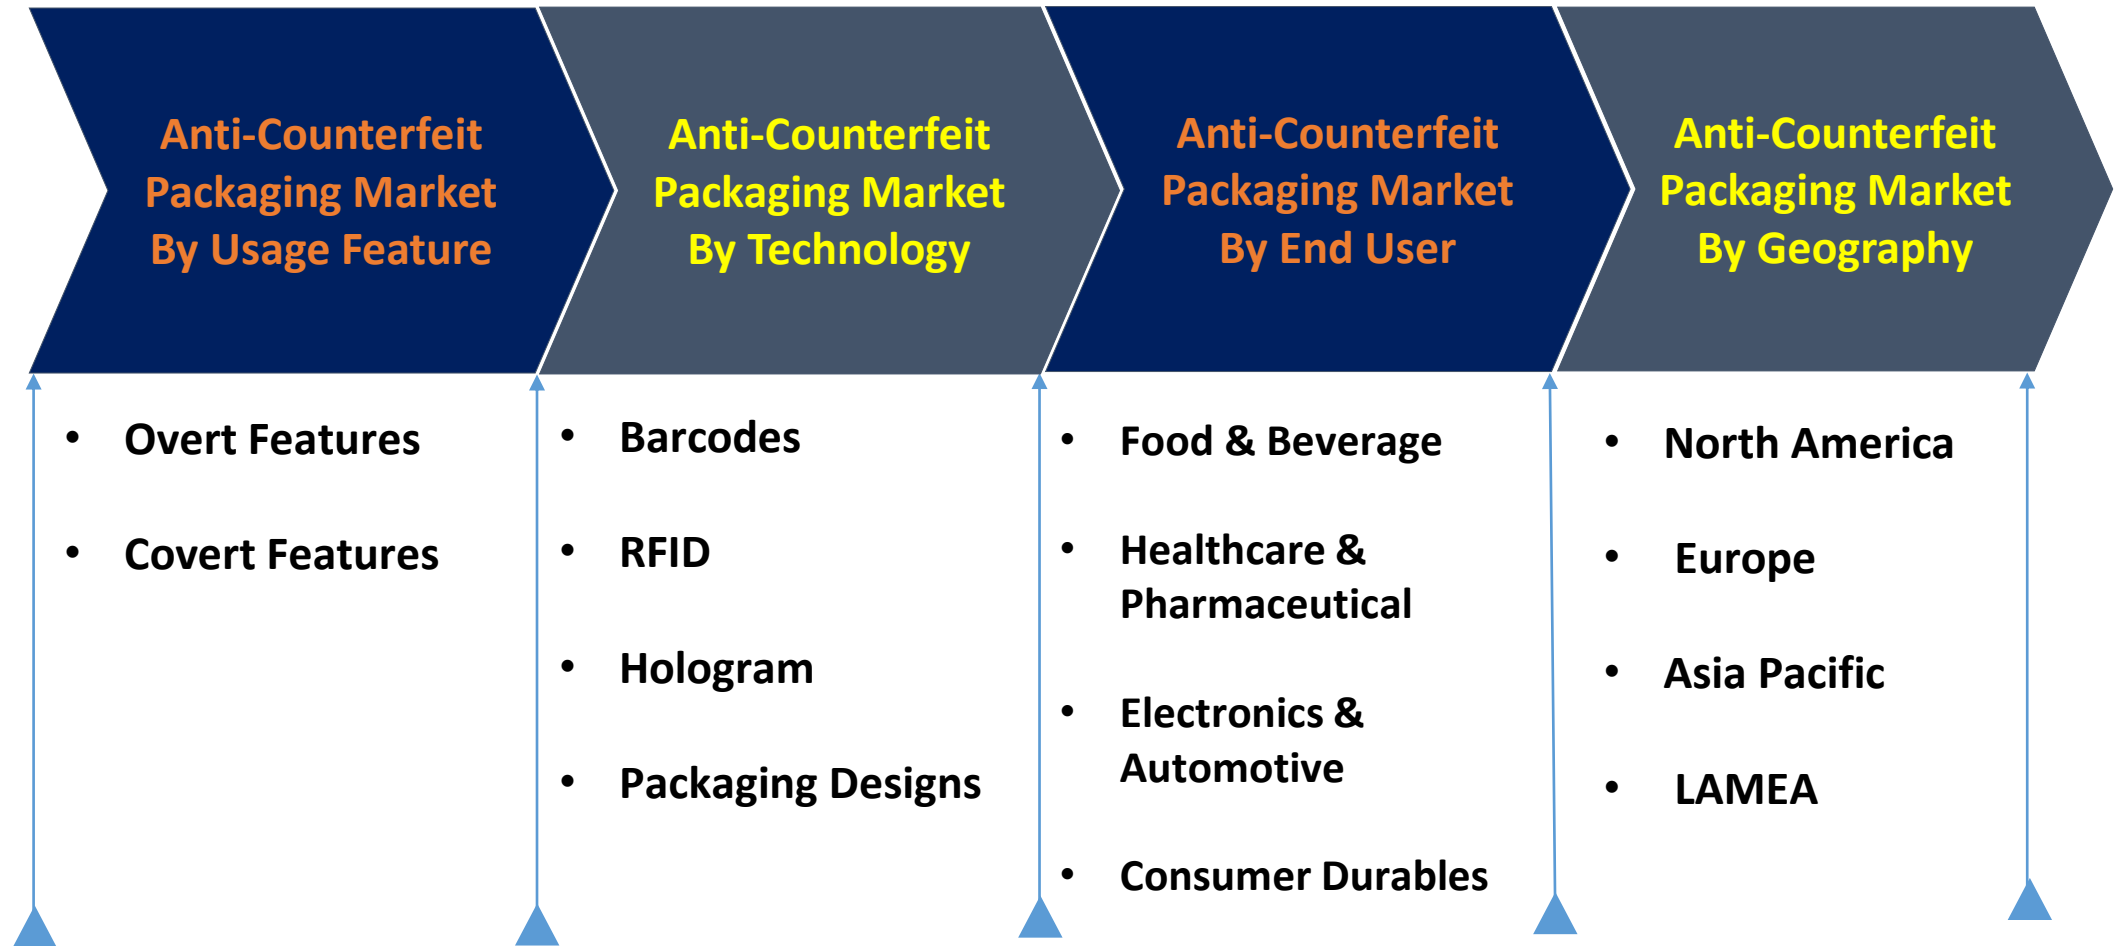 Anti-Counterfeit
Packaging Market
By Usage Feature
Anti-Counterfeit
Packaging Market
By Technology
Anti-Counterfeit
Packaging Market
By End User
Anti-Counterfeit
Packaging Market
By Geography
• Overt Features
• Covert Features
• Barcodes
• RFID
• Hologram
• Packaging Designs
• Food & Beverage
• Healthcare &
Pharmaceutical
• Electronics &
Automotive
• Consumer Durables
• North America
• Europe
• Asia Pacific
• LAMEA